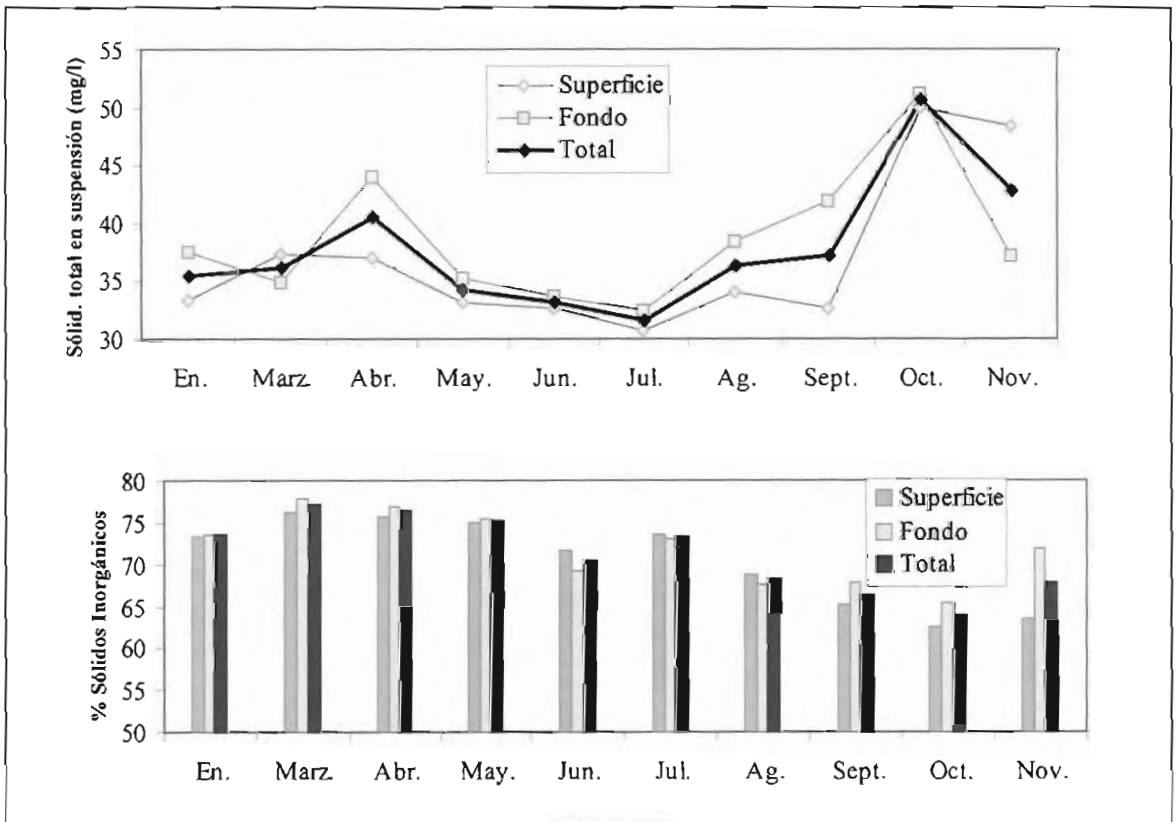 Sólid. total en suspensión (mg/l)
55
50
45
40
35
30
Superficie
Fondo
Total
En. Marz. Abr. May. Jun. Jul. Ag. Sept. Oct. Nov.
% Sólidos Inorgánicos
80
75
70
65
60
55
50
Superficie
Fondo
Total
En. Marz. Abr. May. Jun. Jul. Ag. Sept. Oct. Nov.